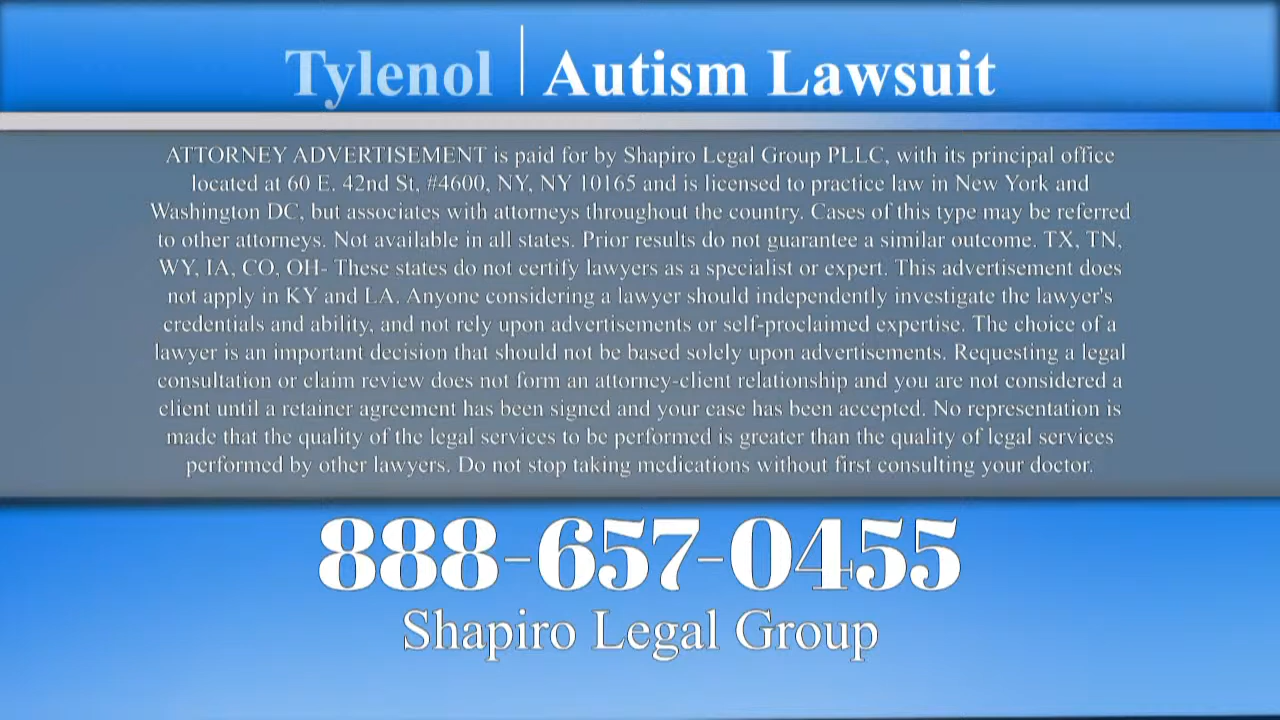 Tylenol | Autism Lawsuit
ATTORNEY ADVERTISEMENT is paid for by Shapiro Legal Group PLLC, with its principal office
located at 60 E. 42nd St, #4600, NY, NY 10165 and is licensed to practice law in New York and
Washington DC, but associates with attorneys throughout the country. Cases of this type may be referred
to other attorneys. Not available in all states. Prior results do not guarantee a similar outcome. TX, TN,
WY, IA, CO, OH- These states do not certify lawyers as a specialist or expert. This advertisement does
not apply in KY and LA. Anyone considering a lawyer should independently investigate the lawyer's
credentials and ability, and not rely upon advertisements or self-proclaimed expertise. The choice of a
lawyer is an important decision that should not be based solely upon advertisements. Requesting a legal
consultation or claim review does not form an attorney-client relationship and you are not considered a
client until a retainer agreement has been signed and your case has been accepted. No representation is
made that the quality of the legal services to be performed is greater than the quality of legal services
performed by other lawyers. Do not stop taking medications without first consulting your doctor.
888-657-0455
Shapiro Legal Group